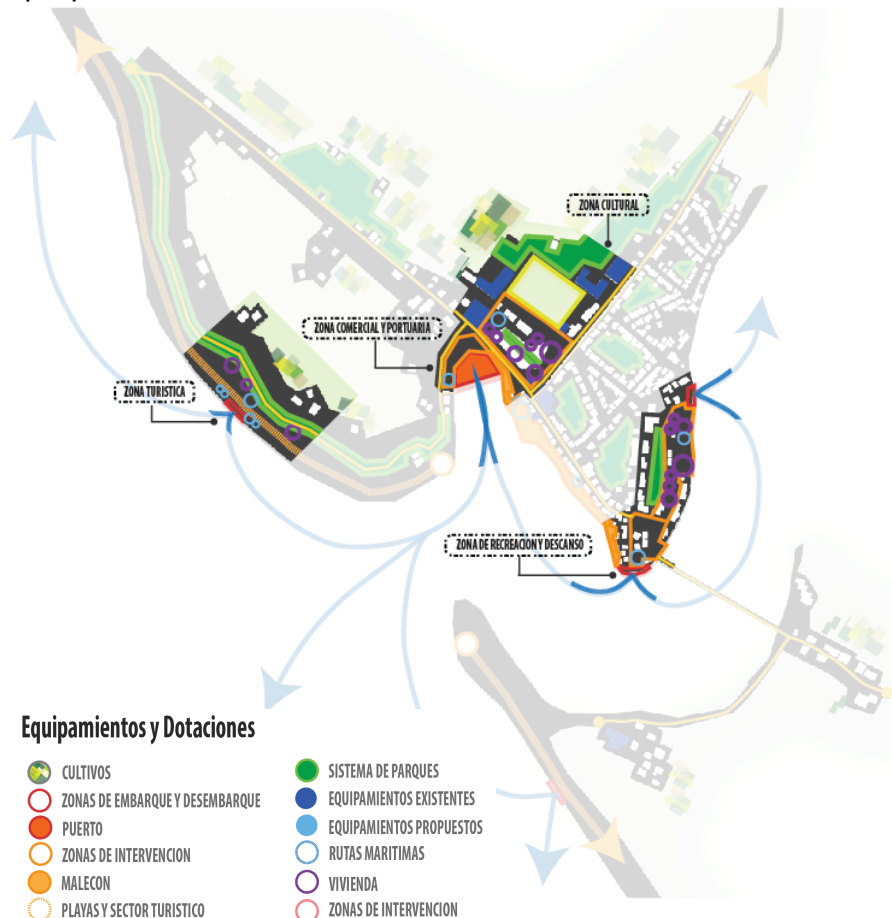 ZONA CULTURAL
ZONA COMERCIAL Y PORTUARIA
ZONA TURISTICA
ZONA DE RECREACION Y DESCANSO
Equipamientos y Dotaciones
CULTIVOS
ZONAS DE EMBARQUE Y DESEMBARQUE
PUERTO
ZONAS DE INTERVENCION
MALECON
PLAYAS Y SECTOR TURISTICO
SISTEMA DE PARQUES
EQUIPAMIENTOS EXISTENTES
EQUIPAMIENTOS PROPUESTOS
RUTAS MARITIMAS
VIVIENDA
ZONAS DE INTERVENCION